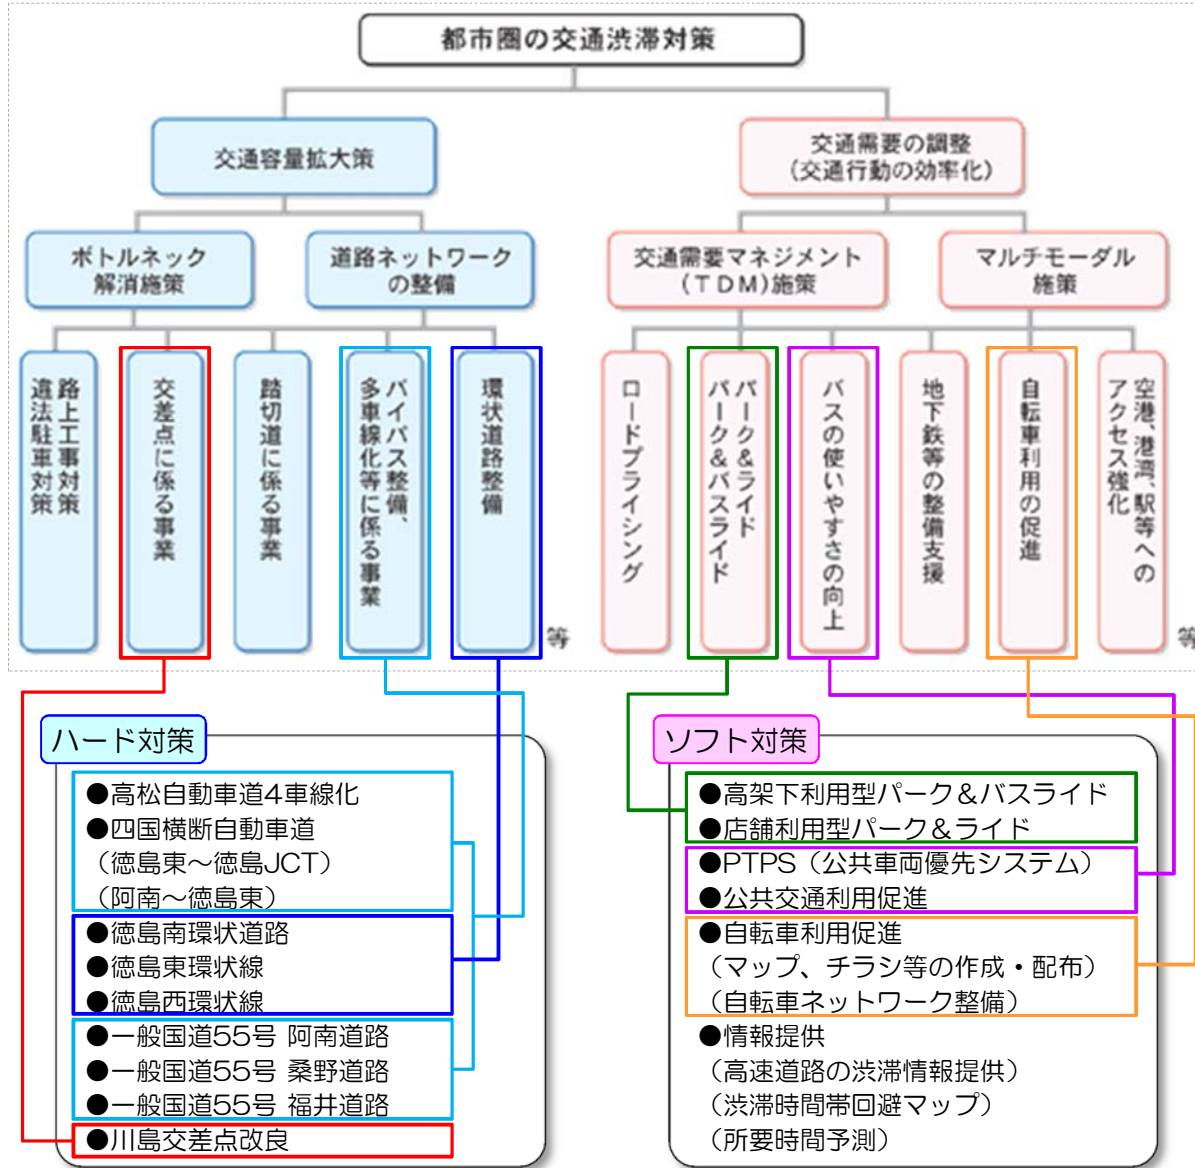 都市圏の交通渋滞対策
交通容量拡大策
交通需要の調整
(交通行動の効率化)
ボトルネック
解消施策
道路ネットワーク
の整備
交通需要マネジメント
(TDM)施策
マルチモーダル
施策
路上工事対策
違法駐車対策
交差点に係る事業
踏切道に係る事業
バイパス整備、
多車線化等に係る事業
環状道路整備
等
ロードプライシング
パーク&ライド
パーク&バスライド
バスの使いやすさの向上
地下鉄等の整備支援
自転車利用の促進
空港、港湾、駅等への
アクセス強化
等
ハード対策
●高松自動車道4車線化
●四国横断自動車道
(徳島東～徳島JCT)
(阿南～徳島東)
●徳島南環状道路
●徳島東環状線
●徳島西環状線
●一般国道55号 阿南道路
●一般国道55号 桑野道路
●一般国道55号 福井道路
●川島交差点改良
ソフト対策
●高架下利用型パーク＆バスライド
●店舗利用型パーク＆ライド
●PTPS（公共車両優先システム）
●公共交通利用促進
●自転車利用促進
(マップ、チラシ等の作成・配布)
(自転車ネットワーク整備)
●情報提供
(高速道路の渋滞情報提供)
(渋滞時間帯回避マップ)
(所要時間予測)